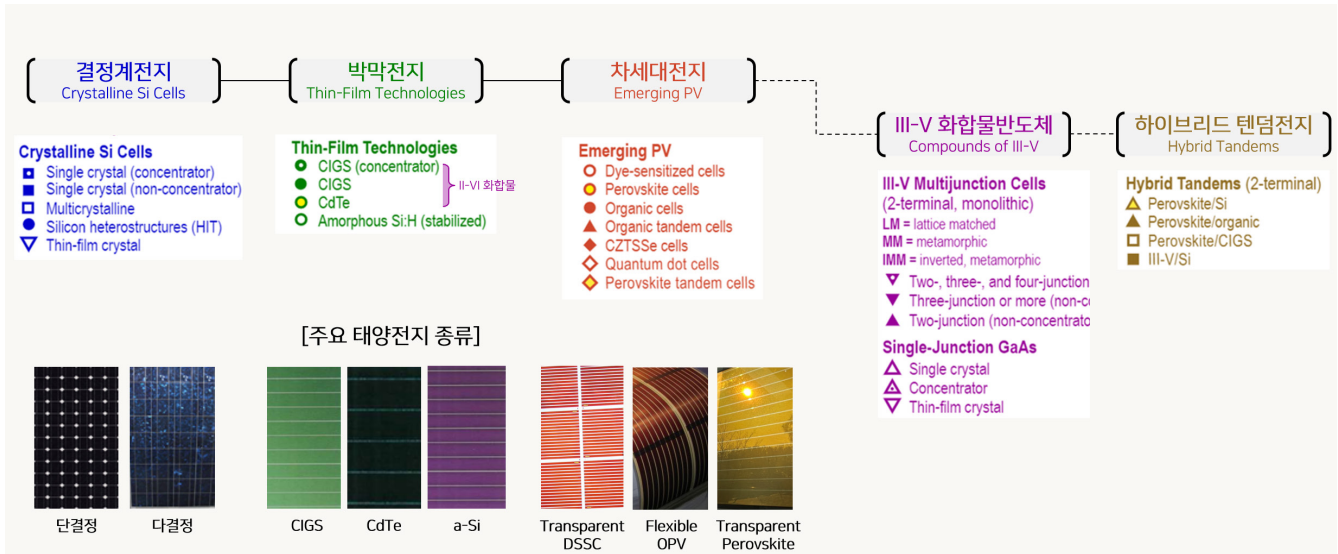 결정계전지
Crystalline Si Cells
박막전지
Thin-Film Technologies
차세대전지
Emerging PV
III-V 화합물반도체
Compounds of III-V
하이브리드 텐덤전지
Hybrid Tandems
Crystalline Si Cells
Single crystal (concentrator)
Single crystal (non-concentrator)
Multicrystalline
Silicon heterostructures (HIT)
Thin-film crystal
Thin-Film Technologies
CIGS (concentrator)
CIGS
CdTe
Amorphous Si:H (stabilized)
II-VI 화합물
Emerging PV
Dye-sensitized cells
Perovskite cells
Organic cells
Organic tandem cells
CZTSSe cells
Quantum dot cells
Perovskite tandem cells
III-V Multijunction Cells
(2-terminal, monolithic)
LM = lattice matched
MM = metamorphic
IMM = inverted, metamorphic
Two-, three-, and four-junction
Three-junction or more (non-c
Two-junction (non-concentrato
Single-Junction GaAs
Single crystal
Concentrator
Thin-film crystal
Hybrid Tandems (2-terminal)
Perovskite/Si
Perovskite/organic
Perovskite/CIGS
III-V/Si
[주요 태양전지 종류]
단결정
다결정
CIGS
CdTe
a-Si
Transparent
DSSC
Flexible
OPV
Transparent
Perovskite